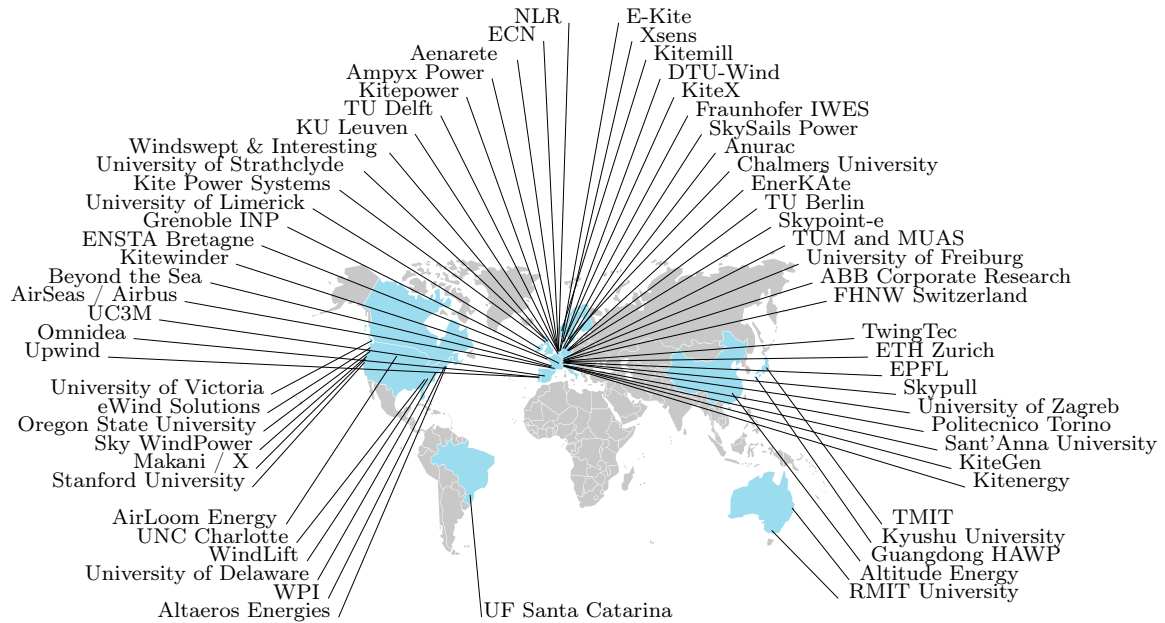 NLR
ECN
Aenarete
Ampyx Power
Kitepower
TU Delft
KU Leuven
Windswept & Interesting
University of Strathclyde
Kite Power Systems
University of Limerick
Grenoble INP
ENSTA Bretagne
Kitewinder
Beyond the Sea
AirSeas / Airbus
UC3M
Omnidea
Upwind
University of Victoria
eWind Solutions
Oregon State University
Sky WindPower
Makani / X
Stanford University
AirLoom Energy
UNC Charlotte
WindLift
University of Delaware
WPI
Altaeros Energies
UF Santa Catarina
E-Kite
Xsens
Kitemill
DTU-Wind
KiteX
Fraunhofer IWES
SkySails Power
Anurac
Chalmers University
EnerKÃte
TU Berlin
Skypoint-e
TUM and MUAS
University of Freiburg
ABB Corporate Research
FHNW Switzerland
TwingTec
ETH Zurich
EPFL
Skypull
University of Zagreb
Politecnico Torino
Sant'Anna University
KiteGen
Kitenergy
TMIT
Kyushu University
Guangdong HAWP
Altitude Energy
RMIT University